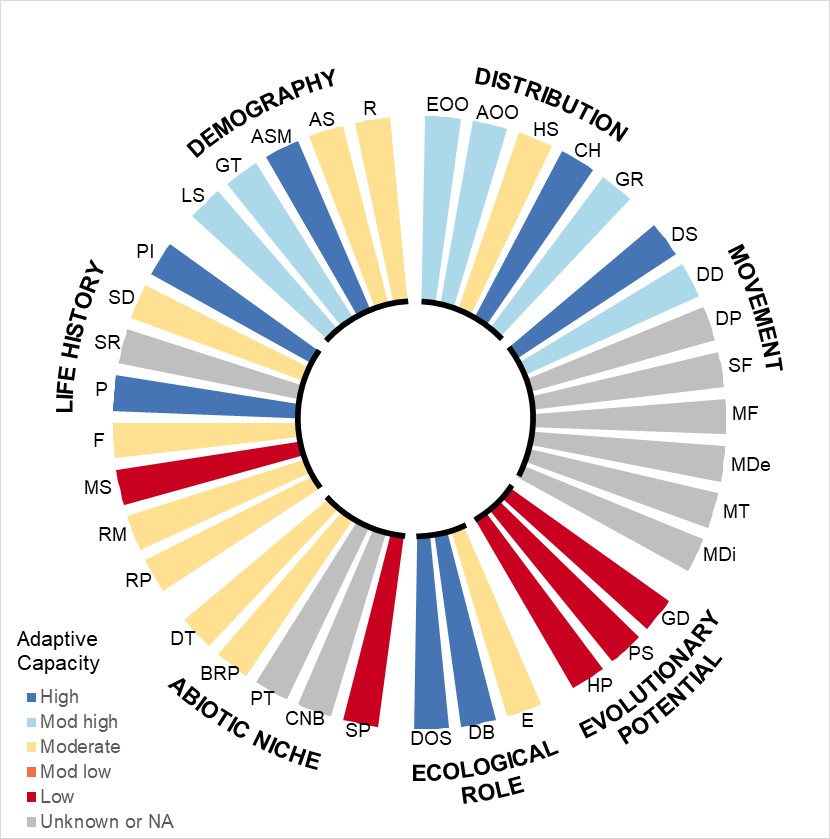 DISTRIBUTION
EOO
AOO
HS
CH
GR
MOVEMENT
DS
DD
DP
SF
MF
MDe
MT
MDi
EVOLUTIONARY
POTENTIAL
GD
PS
HP
ECOLOGICAL
ROLE
E
DB
DOS
ABIOTIC NICHE
SP
CNB
PT
BRP
DT
LIFE HISTORY
RP
RM
MS
F
P
SR
SD
PI
DEMOGRAPHY
LS
GT
ASM
AS
R
Adaptive
Capacity
High
Mod high
Moderate
Mod low
Low
Unknown or NA